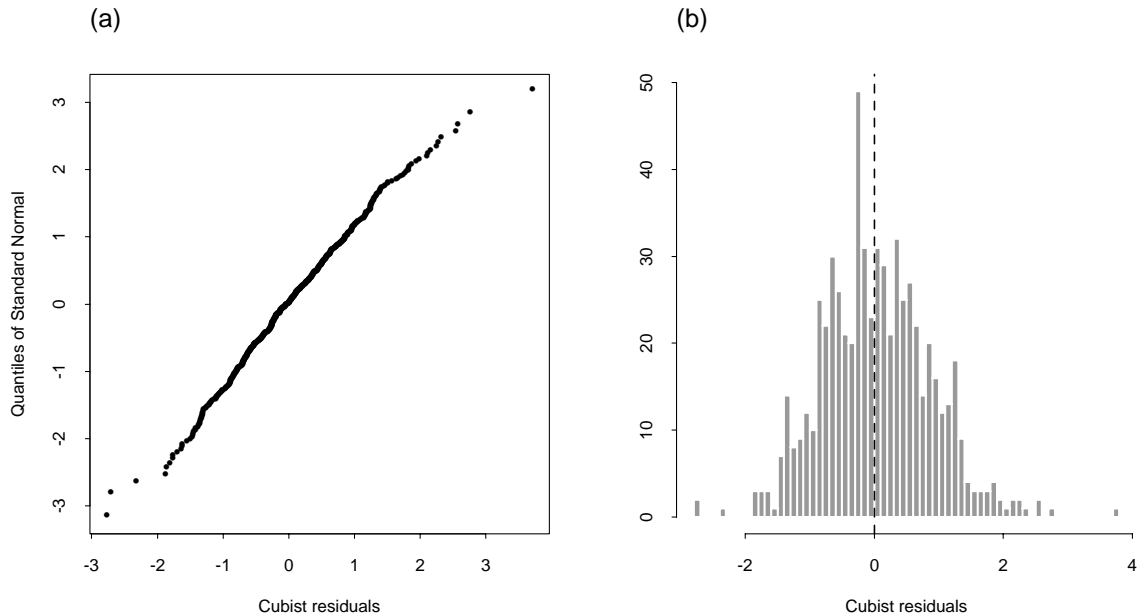 (a)
(b)
Quantiles of Standard Normal
3
2
1
0
-1
-2
-3
-3 -2 -1 0 1 2 3
Cubist residuals
50
40
30
20
10
0
-2 0 2 4
Cubist residuals